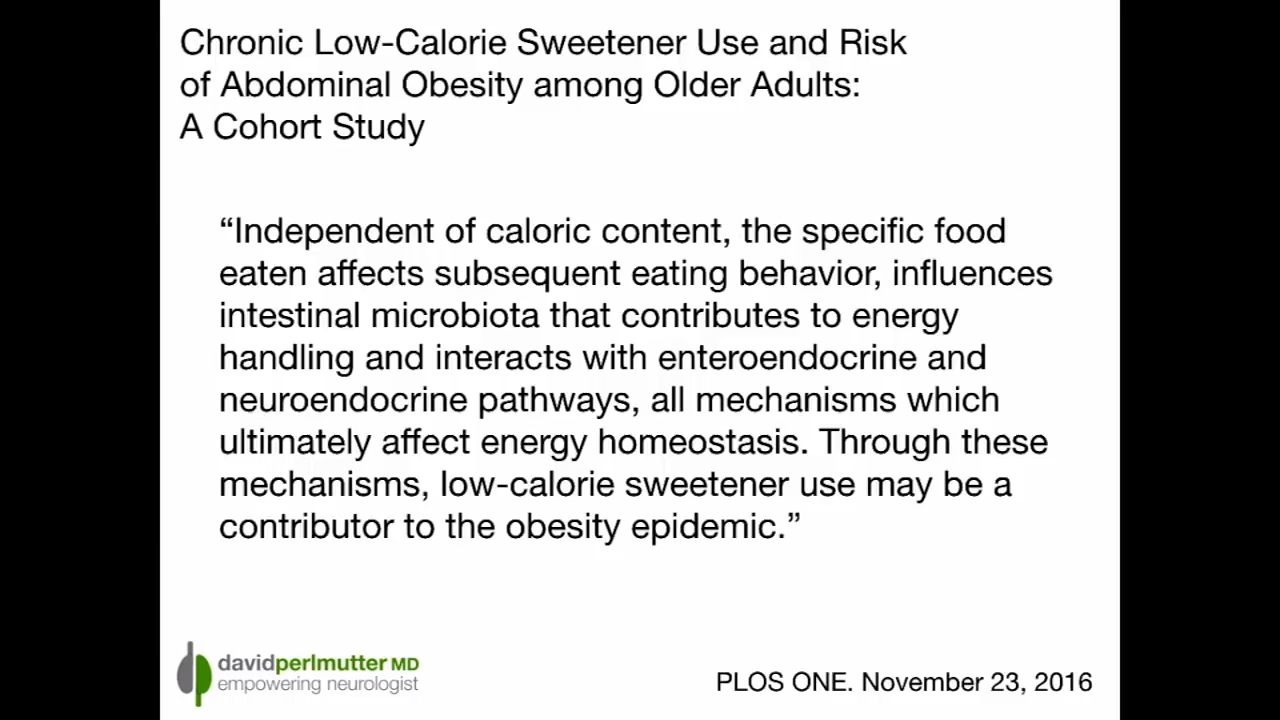 Chronic Low-Calorie Sweetener Use and Risk
of Abdominal Obesity among Older Adults:
A Cohort Study
“Independent of caloric content, the specific food
eaten affects subsequent eating behavior, influences
intestinal microbiota that contributes to energy
handling and interacts with enteroendocrine and
neuroendocrine pathways, all mechanisms which
ultimately affect energy homeostasis. Through these
mechanisms, low-calorie sweetener use may be a
contributor to the obesity epidemic.”
davidperlmutter MD
empowering neurologist
PLOS ONE. November 23, 2016